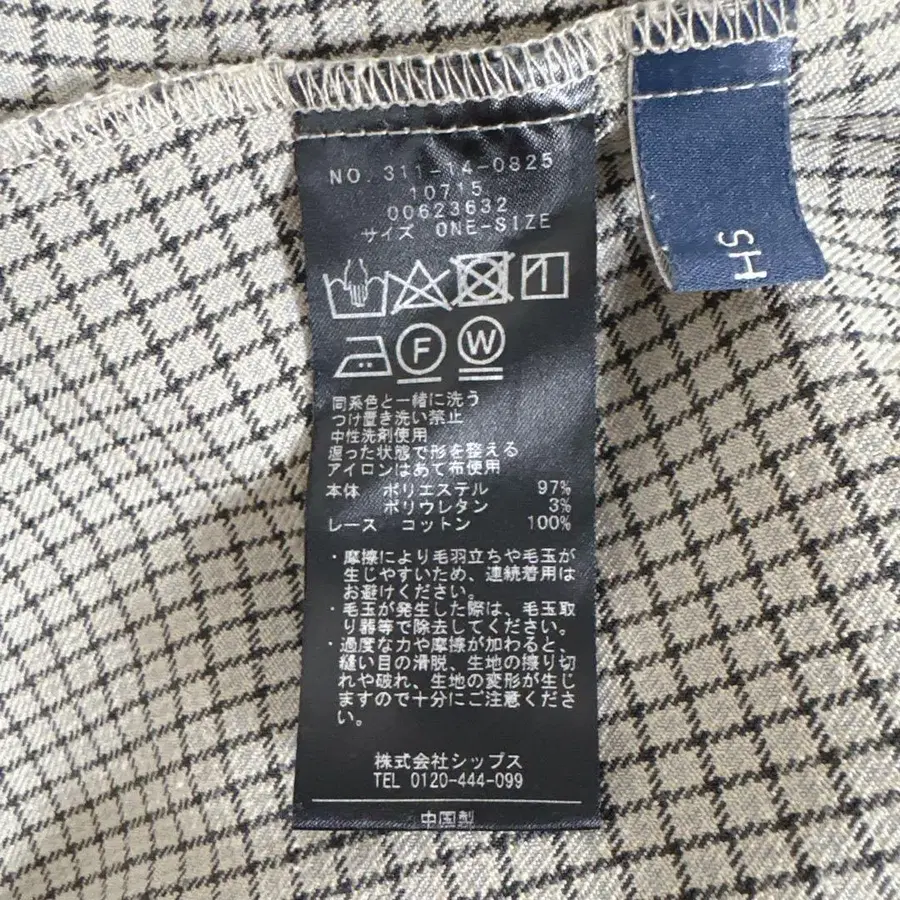 NO. 311-14-0825
10715
00623632
サイズ ONE-SIZE
F W
同系色と一緒に洗う
つけ置き洗い禁止
中性洗剤使用
湿った状態で形を整える
アイロンはあて布使用
本体 ポリエステル 97%
ポリウレタン 3%
レース コットン 100%
・摩擦により毛羽立ちや毛玉が
生じやすいため、連続着用は
お避けください。
・毛玉が発生した際は、毛玉取
り器等で除去してください。
・過度な力や摩擦が加わると、
縫い目の滑脱、生地の擦り切
れや破れ、生地の変形が生じ
ますので十分にご注意くださ
い。
株式会社シップス
TEL 0120-444-099
中国製
SH